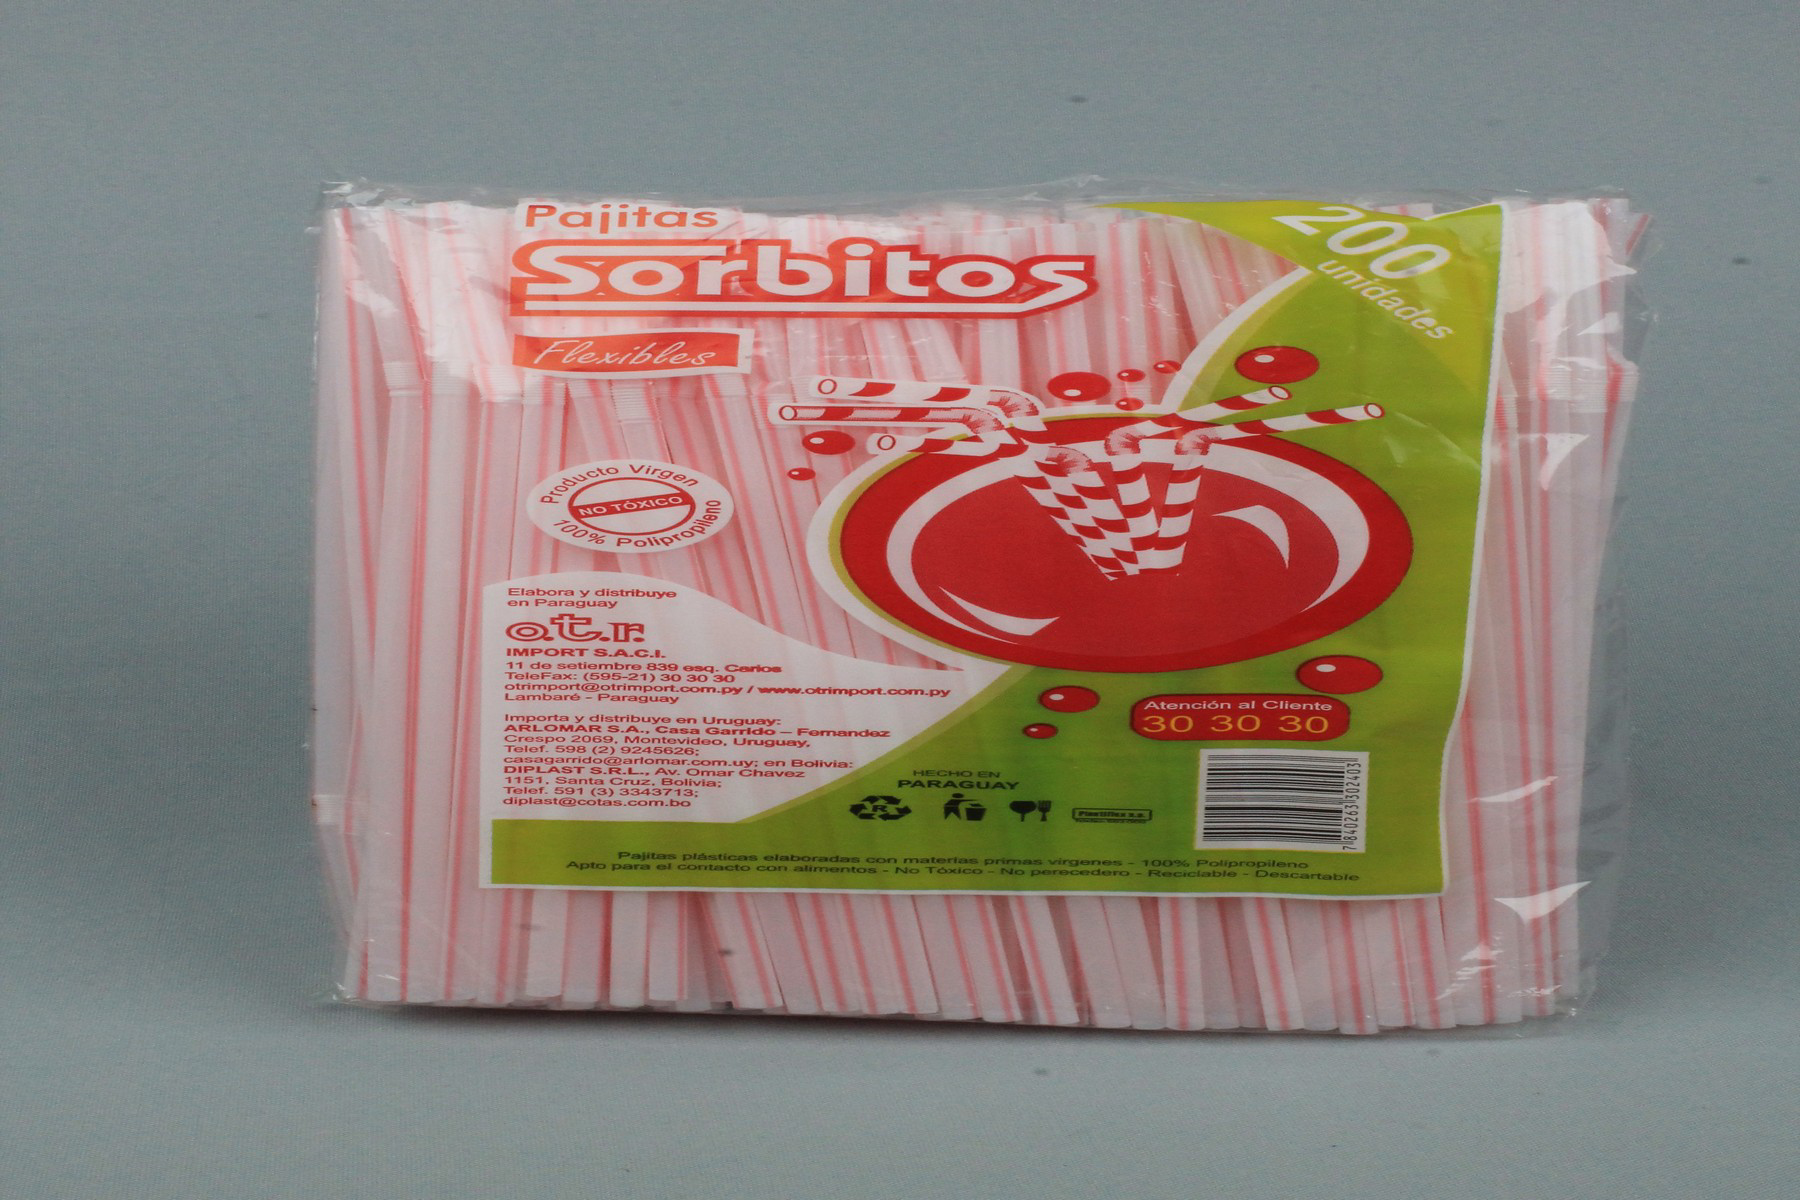 Pajitas
Sorbitos
Flexibles
200
unidades
Producto Virgen
NO TÓXICO
100% Polipropileno
Elabora y distribuye
en Paraguay
o.t.r.
IMPORT S.A.C.I.
11 de setiembre 839 esq. Carlos
TeleFax: (595-21) 30 30 30
otrimport@otrimport.com.py / www.otrimport.com.py
Lambaré - Paraguay
Importa y distribuye en Uruguay:
ARLOMAR S.A., Casa Garrido – Fernandez
Crespo 2069, Montevideo, Uruguay,
Telef. 598 (2) 9245626;
casagarrido@arlomar.com.uy; en Bolivia:
DIPLAST S.R.L., Av. Omar Chavez
1151, Santa Cruz, Bolivia;
Telef. 591 (3) 3343713;
diplast@cotas.com.bo
Atención al Cliente
30 30 30
HECHO EN
PARAGUAY
R
7 840263 302403
Pajitas plásticas elaboradas con materias primas virgenes - 100% Polipropileno
Apto para el contacto con alimentos - No Tóxico - No perecedero - Reciclable - Descartable